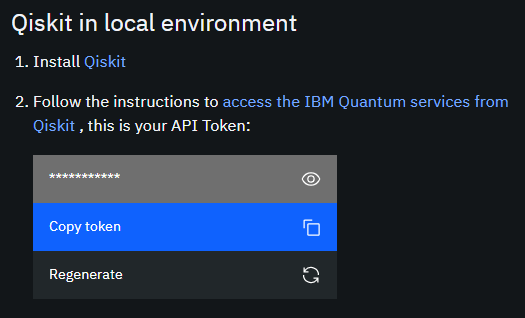 Qiskit in local environment
1. Install Qiskit
2. Follow the instructions to access the IBM Quantum services from
Qiskit , this is your API Token:
***********
Copy token
Regenerate